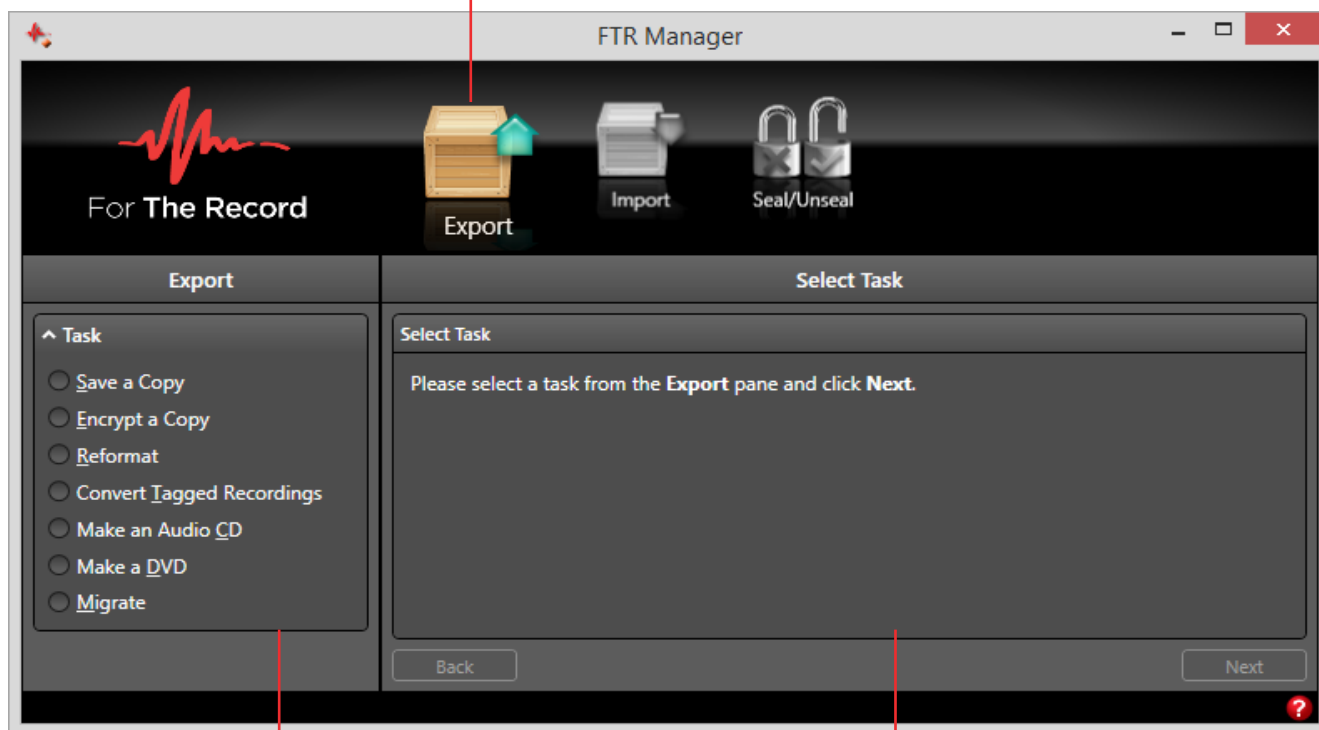 FTR Manager
For The Record
Export
Import
Seal/Unseal
Export
Select Task
Task
Save a Copy
Encrypt a Copy
Reformat
Convert Tagged Recordings
Make an Audio CD
Make a DVD
Migrate
Select Task
Please select a task from the Export pane and click Next.
Back
Next
?